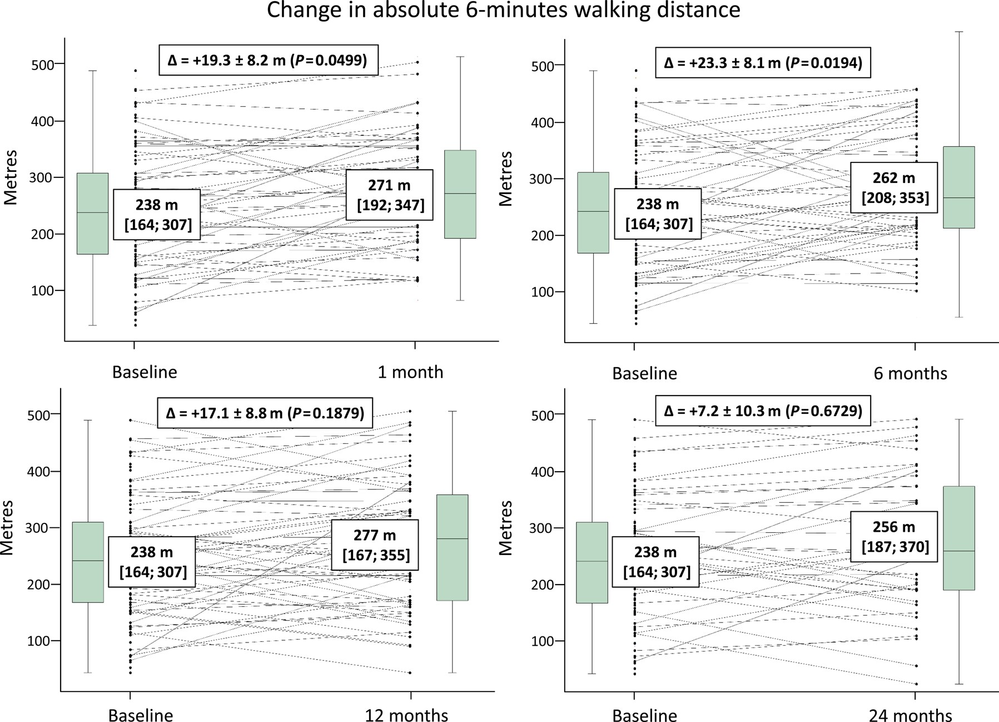 Change in absolute 6-minutes walking distance
Δ = +19.3 ± 8.2 m (P=0.0499)
500
400
300
200
100
Metres
238 m
[164; 307]
271 m
[192; 347]
Baseline
1 month
Δ = +23.3 ± 8.1 m (P=0.0194)
500
400
300
200
100
Metres
238 m
[164; 307]
262 m
[208; 353]
Baseline
6 months
Δ = +17.1 ± 8.8 m (P=0.1879)
500
400
300
200
100
Metres
238 m
[164; 307]
277 m
[167; 355]
Baseline
12 months
Δ = +7.2 ± 10.3 m (P=0.6729)
500
400
300
200
100
Metres
238 m
[164; 307]
256 m
[187; 370]
Baseline
24 months